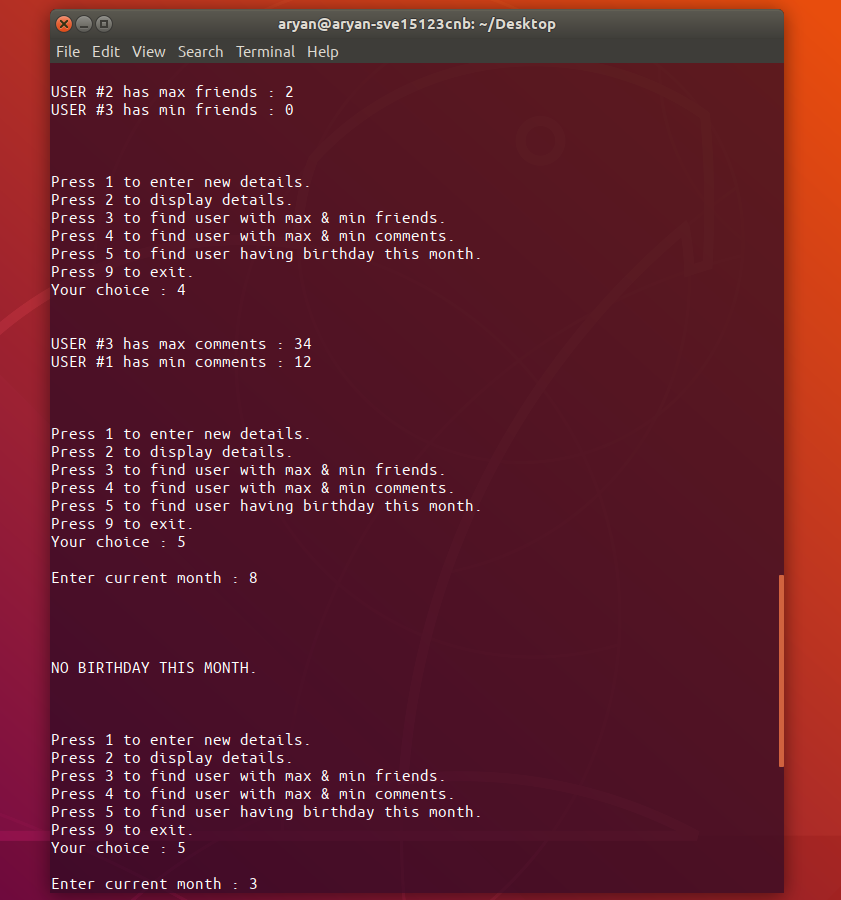 aryan@aryan-sve15123cnb: ~/Desktop
File Edit View Search Terminal Help
USER #2 has max friends : 2
USER #3 has min friends : 0
Press 1 to enter new details.
Press 2 to display details.
Press 3 to find user with max & min friends.
Press 4 to find user with max & min comments.
Press 5 to find user having birthday this month.
Press 9 to exit.
Your choice : 4
USER #3 has max comments : 34
USER #1 has min comments : 12
Press 1 to enter new details.
Press 2 to display details.
Press 3 to find user with max & min friends.
Press 4 to find user with max & min comments.
Press 5 to find user having birthday this month.
Press 9 to exit.
Your choice : 5
Enter current month : 8
NO BIRTHDAY THIS MONTH.
Press 1 to enter new details.
Press 2 to display details.
Press 3 to find user with max & min friends.
Press 4 to find user with max & min comments.
Press 5 to find user having birthday this month.
Press 9 to exit.
Your choice : 5
Enter current month : 3